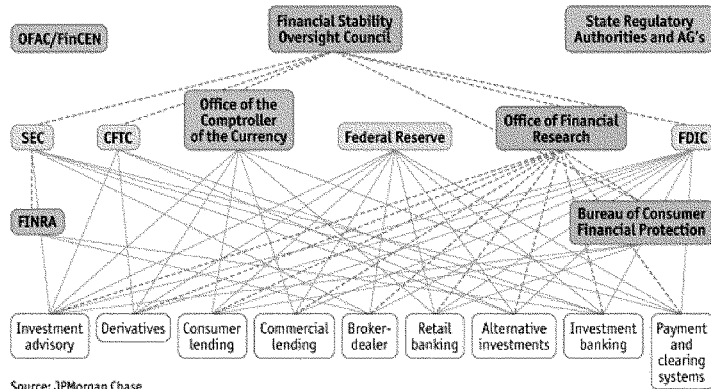 OFAC/FinCEN
Financial Stability
Oversight Council
State Regulatory
Authorities and AG's
SEC
CFTC
Office of the
Comptroller
of the Currency
Federal Reserve
Office of Financial
Research
FDIC
FINRA
Bureau of Consumer
Financial Protection
Investment
advisory
Derivatives
Consumer
lending
Commercial
lending
Broker-
dealer
Retail
banking
Alternative
investments
Investment
banking
Payment
and
clearing
systems
Source: JPMorgan Chase